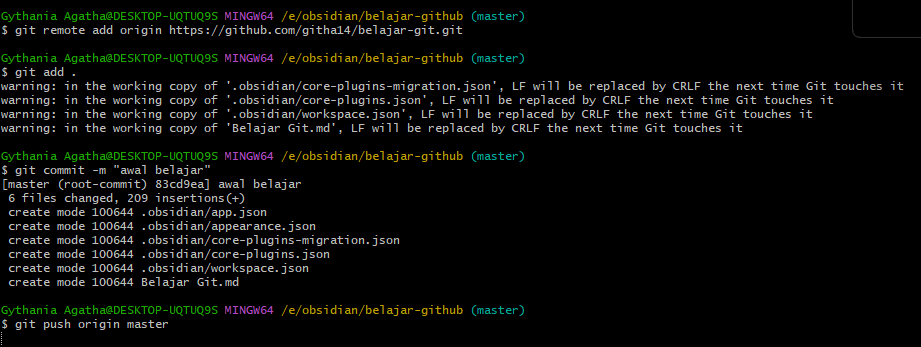 Gythania Agatha@DESKTOP-UQTUQ9S MINGW64 /e/obsidian/belajar-github (master)
$ git remote add origin https://github.com/githa14/belajar-git.git
Gythania Agatha@DESKTOP-UQTUQ9S MINGW64 /e/obsidian/belajar-github (master)
$ git add .
warning: in the working copy of '.obsidian/core-plugins-migration.json', LF will be replaced by CRLF the next time Git touches it
warning: in the working copy of '.obsidian/core-plugins.json', LF will be replaced by CRLF the next time Git touches it
warning: in the working copy of '.obsidian/workspace.json', LF will be replaced by CRLF the next time Git touches it
warning: in the working copy of 'Belajar Git.md', LF will be replaced by CRLF the next time Git touches it
Gythania Agatha@DESKTOP-UQTUQ9S MINGW64 /e/obsidian/belajar-github (master)
$ git commit -m "awal belajar"
[master (root-commit) 83cd9ea] awal belajar
 6 files changed, 209 insertions(+)
 create mode 100644 .obsidian/app.json
 create mode 100644 .obsidian/appearance.json
 create mode 100644 .obsidian/core-plugins-migration.json
 create mode 100644 .obsidian/core-plugins.json
 create mode 100644 .obsidian/workspace.json
 create mode 100644 Belajar Git.md
Gythania Agatha@DESKTOP-UQTUQ9S MINGW64 /e/obsidian/belajar-github (master)
$ git push origin master